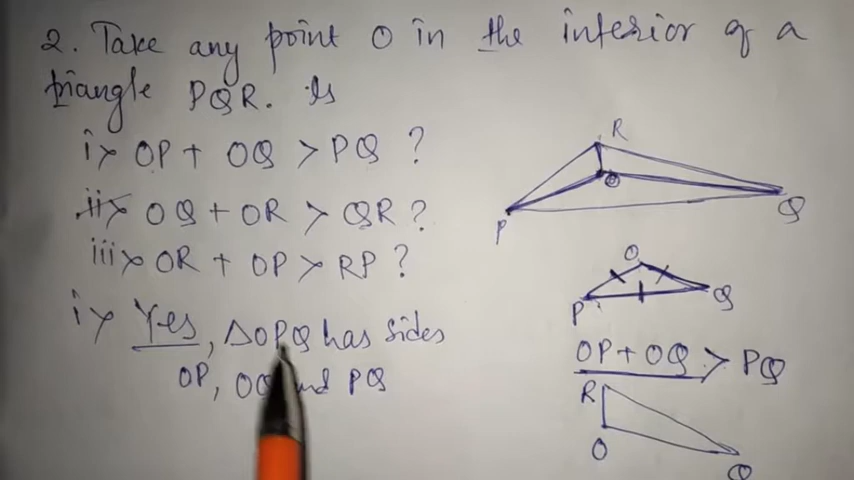 2. Take any point O in the interior of a
triangle PQR. Is
i> OP + OQ > PQ ?
ii> OQ + OR > QR ?
iii> OR + OP > RP ?
i> Yes, ΔOPQ has sides
OP, OQ and PQ
R
O
P
Q
O
P
Q
OP + OQ > PQ
R
O
Q